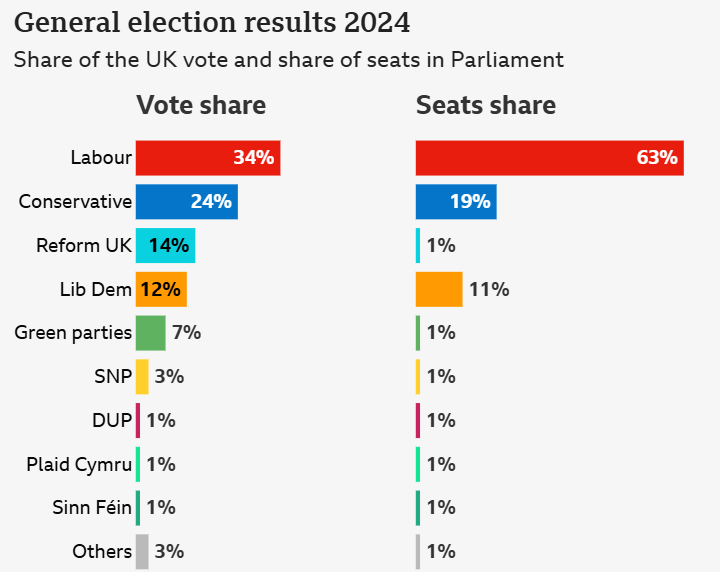 General election results 2024
Share of the UK vote and share of seats in Parliament
Vote share Seats share
Labour 34% 63%
Conservative 24% 19%
Reform UK 14% 1%
Lib Dem 12% 11%
Green parties 7% 1%
SNP 3% 1%
DUP 1% 1%
Plaid Cymru 1% 1%
Sinn Féin 1% 1%
Others 3% 1%